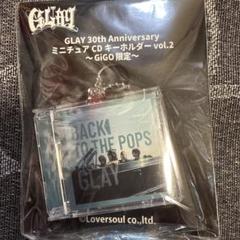 GLAY
GLAY 30th Anniversary
ミニチュア CD キーホルダー vol.2
～ GiGO 限定～
BACK
TO THE POPS
GLAY
©Loversoul co.,ltd.